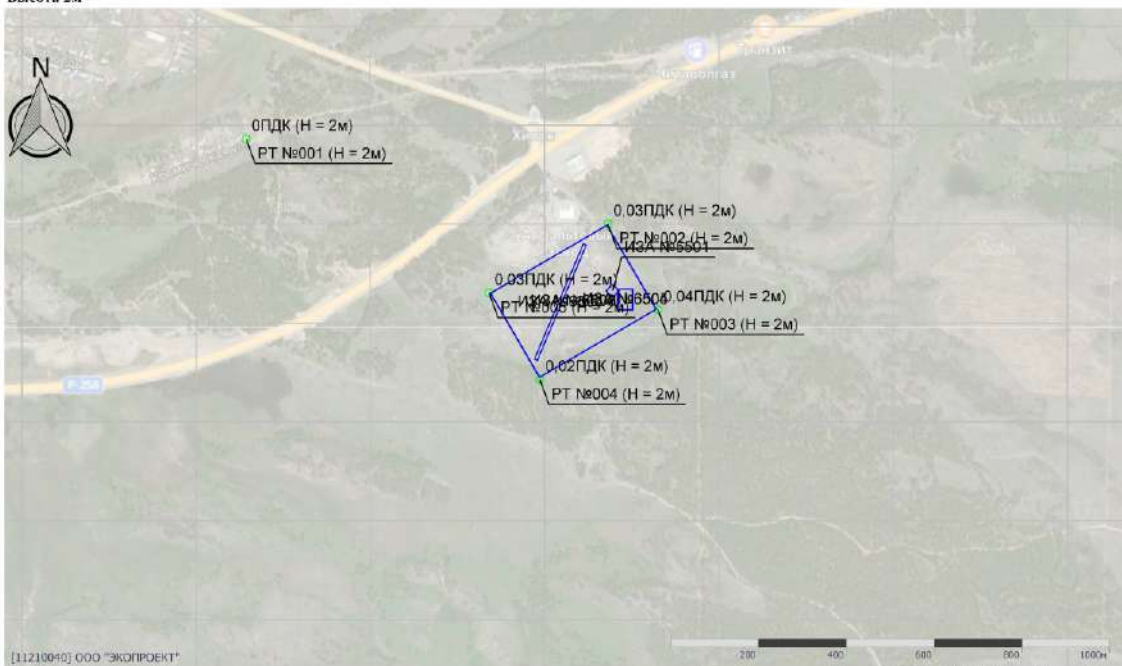 N
Транзит
0ПДК (Н = 2м)
РТ №001 (Н = 2м)
0,03ПДК (Н = 2м)
РТ №002 (Н = 2м)
ИЗА №6501
0,03ПДК (Н = 2м)
0,04ПДК (Н = 2м)
РТ №003 (Н = 2м)
0,02ПДК (Н = 2м)
РТ №004 (Н = 2м)
Р-258
[11210040] ООО "ЭКОПРОЕКТ"
200 400 600 800 1000м